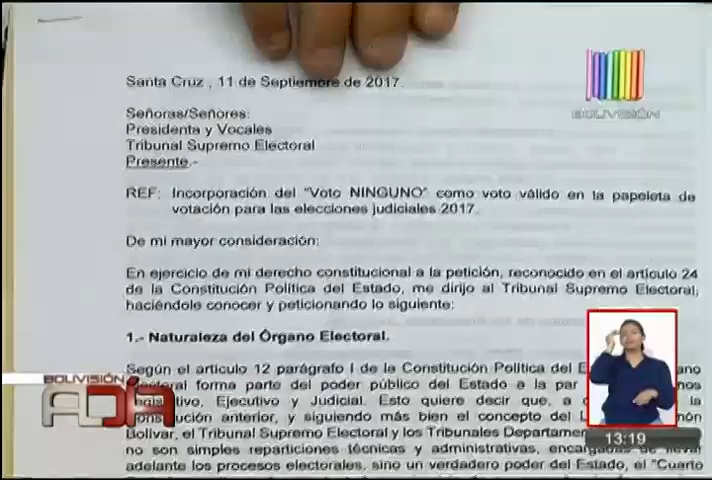 Santa Cruz , 11 de Septiembre de 2017.
BOLIVISIÓN
Señoras/Señores:
Presidenta y Vocales
Tribunal Supremo Electoral
Presente.-
REF: Incorporación del "Voto NINGUNO" como voto válido en la papeleta de
votación para las elecciones judiciales 2017.
De mi mayor consideración:
En ejercicio de mi derecho constitucional a la petición, reconocido en el artículo 24
de la Constitución Política del Estado, me dirijo al Tribunal Supremo Electoral,
haciéndole conocer y peticionando lo siguiente:
1.- Naturaleza del Órgano Electoral.
Según el artículo 12 parágrafo I de la Constitución Política del
forma parte del poder público del Estado a la par
Ejecutivo y Judicial. Esto quiere decir que, a la
anterior, y siguiendo más bien el concepto del
Bolívar, el Tribunal Supremo Electoral y los Tribunales
no son simples reparticiones técnicas y administrativas,
adelante los procesos electorales, sino un verdadero poder del Estado, el "Cuarto
BOLIVISIÓN
AL DÍA
13:19